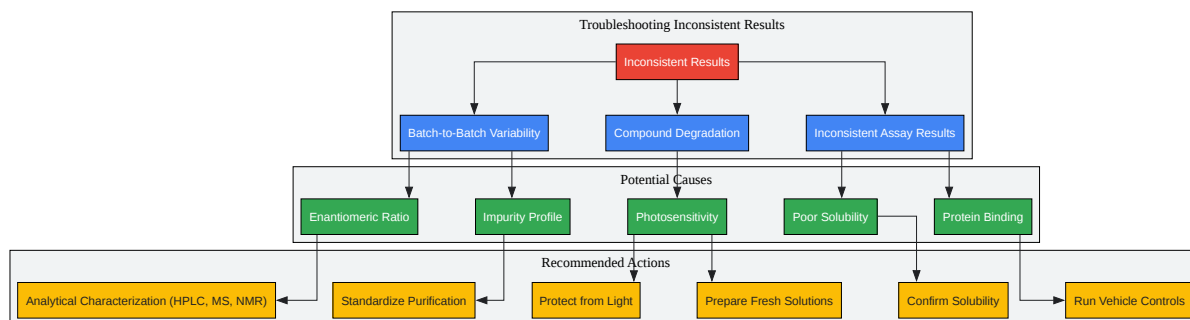 Troubleshooting Inconsistent Results
Inconsistent Results
Batch-to-Batch Variability
Compound Degradation
Inconsistent Assay Results
Potential Causes
Enantiomeric Ratio
Impurity Profile
Photosensitivity
Poor Solubility
Protein Binding
Recommended Actions
Analytical Characterization (HPLC, MS, NMR)
Standardize Purification
Protect from Light
Prepare Fresh Solutions
Confirm Solubility
Run Vehicle Controls